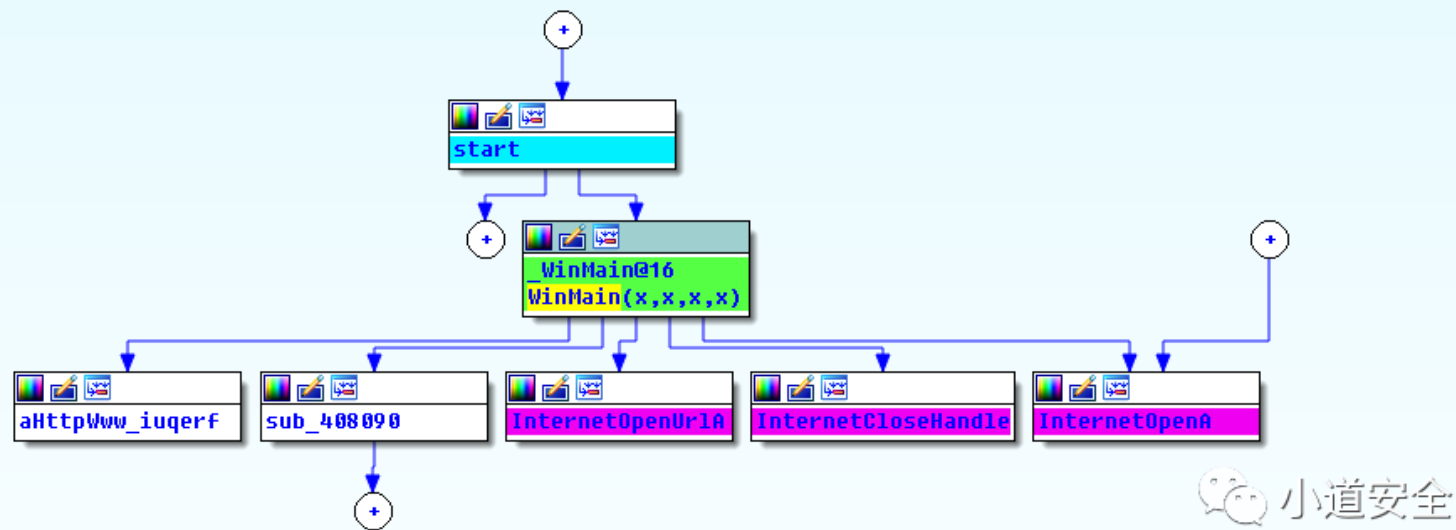 start
_WinMain@16
WinMain(x,x,x,x)
aHttpWww_iuqerf
sub_408090
InternetOpenUrlA
InternetCloseHandle
InternetOpenA
小道安全